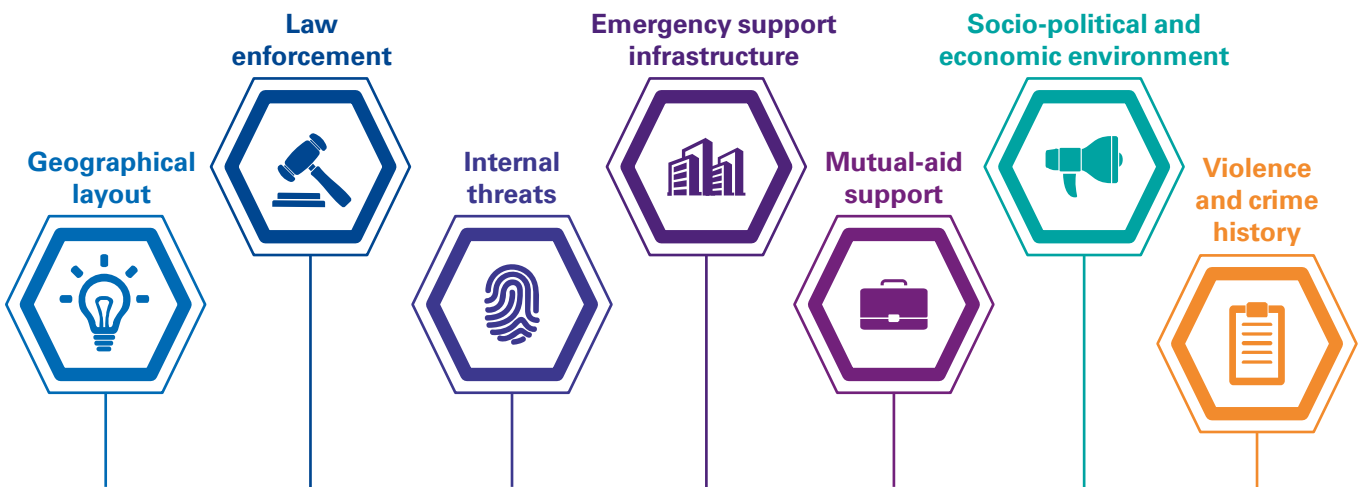 Geographical
layout
Law
enforcement
Internal
threats
Emergency support
infrastructure
Mutual-aid
support
Socio-political and
economic environment
Violence
and crime
history